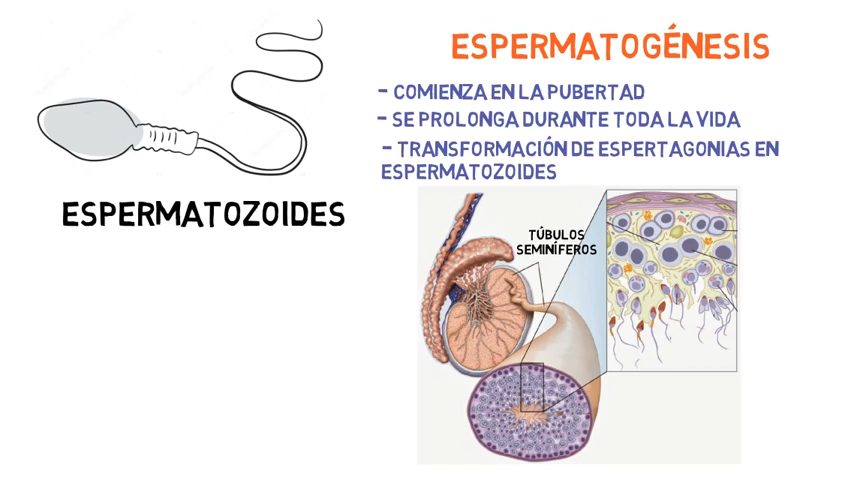 ESPERMATOGÉNESIS
- COMIENZA EN LA PUBERTAD
- SE PROLONGA DURANTE TODA LA VIDA
- TRANSFORMACIÓN DE ESPERTAGONIAS EN
ESPERMATOZOIDES
ESPERMATOZOIDES
TÚBULOS
SEMINÍFEROS